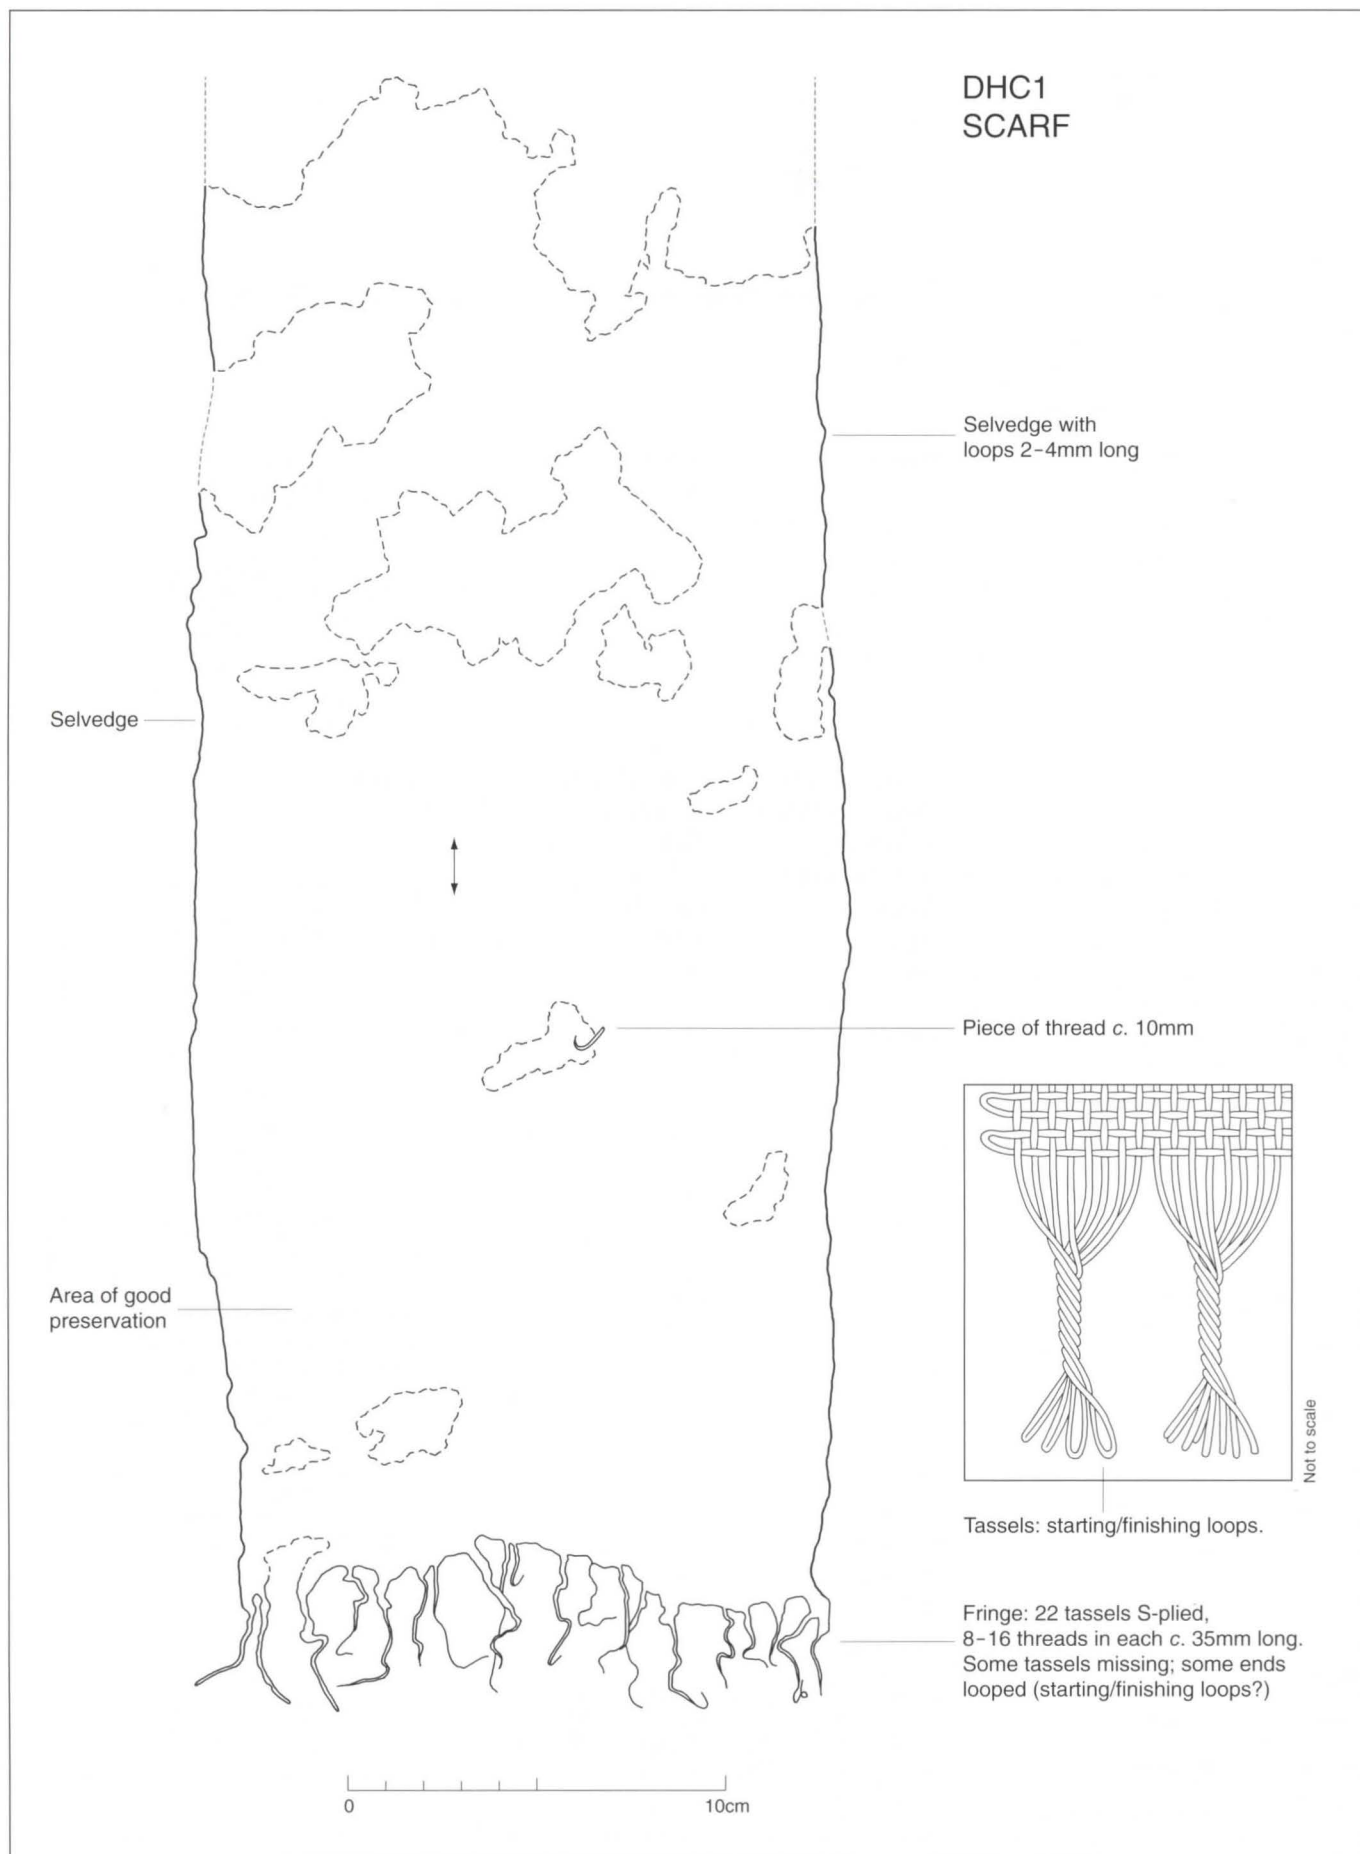 DHC1
SCARF
Selvedge with
loops 2–4mm long
Selvedge
Piece of thread c. 10mm
Area of good
preservation
Not to scale
Tassels: starting/finishing loops.
Fringe: 22 tassels S-plied,
8–16 threads in each c. 35mm long.
Some tassels missing; some ends
looped (starting/finishing loops?)
0 10cm